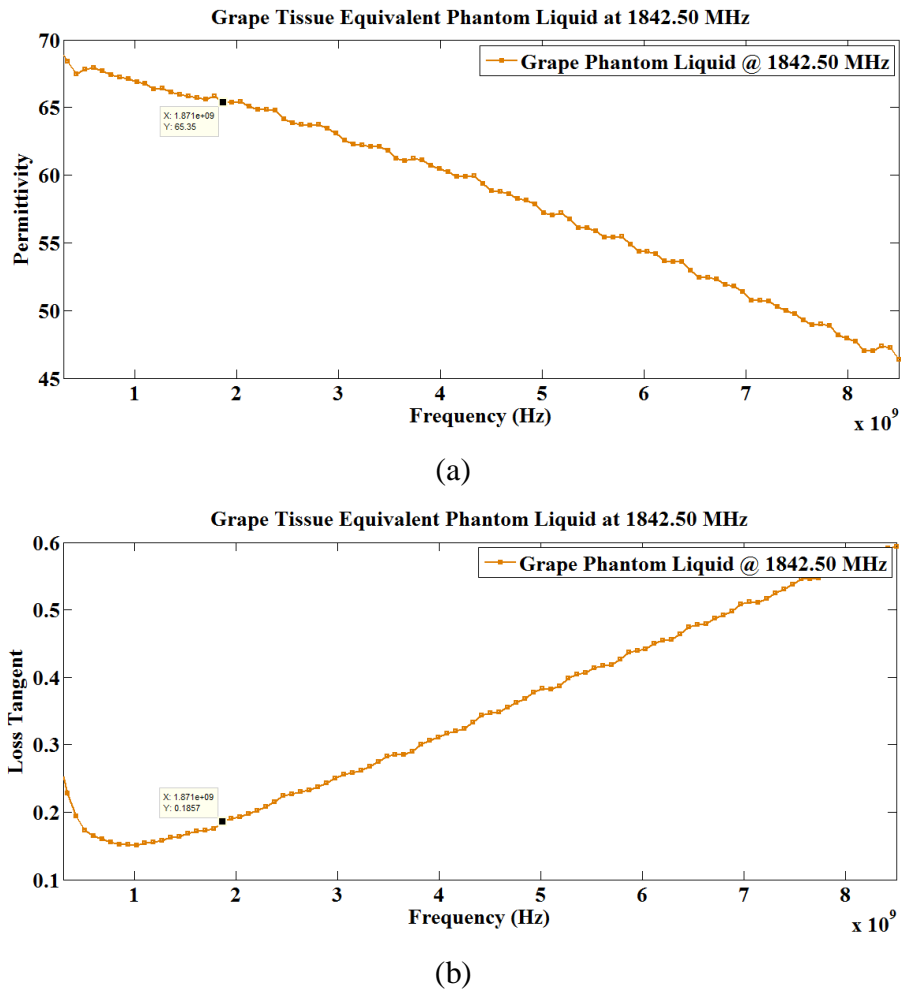 Grape Tissue Equivalent Phantom Liquid at 1842.50 MHz
Grape Phantom Liquid @ 1842.50 MHz
70
65
60
55
50
45
Permittivity
X: 1.871e+09
Y: 65.35
1 2 3 4 5 6 7 8
Frequency (Hz)
x 10^9
(a)
Grape Tissue Equivalent Phantom Liquid at 1842.50 MHz
Grape Phantom Liquid @ 1842.50 MHz
0.6
0.5
0.4
0.3
0.2
0.1
Loss Tangent
X: 1.871e+09
Y: 0.1857
1 2 3 4 5 6 7 8
Frequency (Hz)
x 10^9
(b)